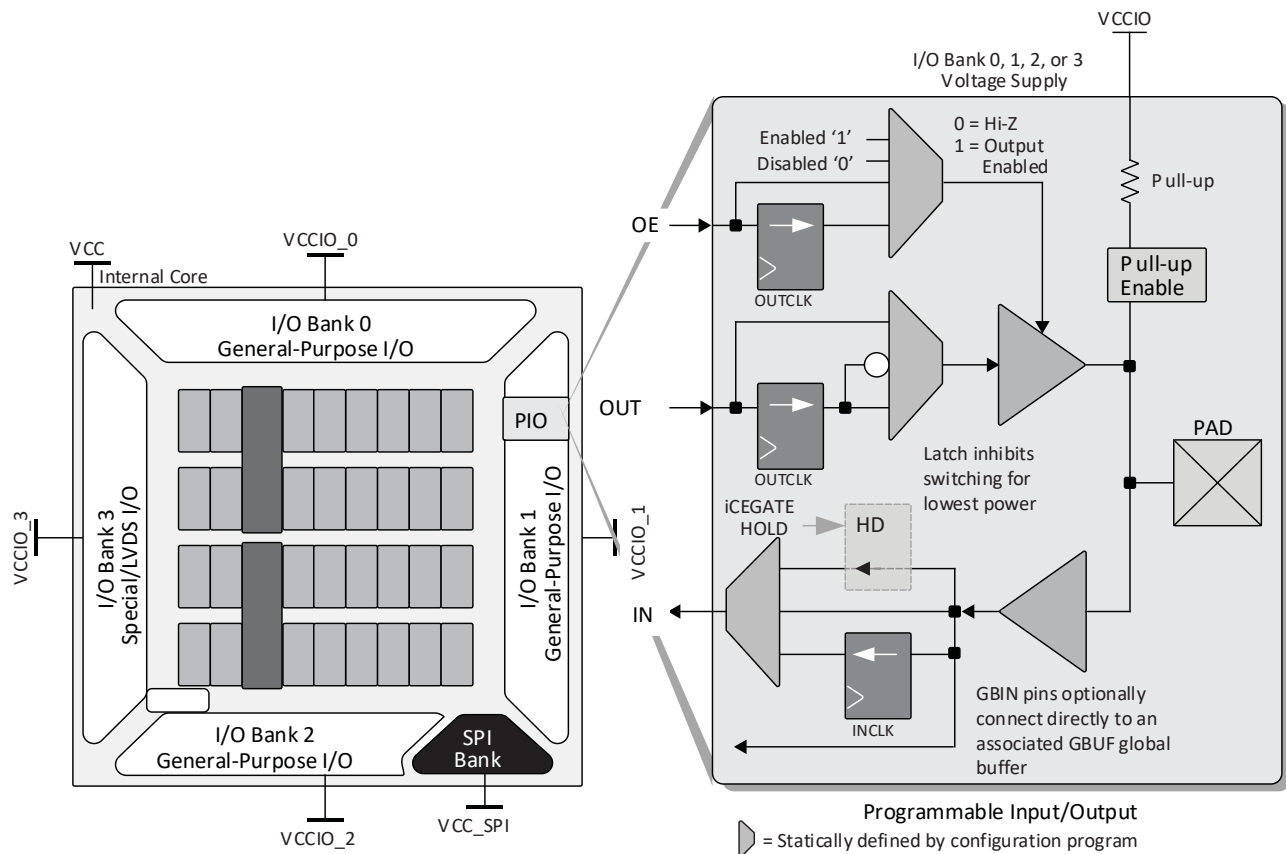 VCCIO
I/O Bank 0, 1, 2, or 3
Voltage Supply
Enabled ‘1’
Disabled ‘0’
0 = Hi-Z
1 = Output
Enabled
Pull-up
OE
OUTCLK
Pull-up
Enable
VCC
VCCIO_0
Internal Core
I/O Bank 0
General-Purpose I/O
PIO
OUT
OUTCLK
PAD
Latch inhibits
switching for
lowest power
iCEGATE
HOLD
HD
VCCIO_3
I/O Bank 3
Special/LVDS I/O
I/O Bank 1
General-Purpose I/O
VCCIO_1
IN
INCLK
GBIN pins optionally
connect directly to an
associated GBUF global
buffer
I/O Bank 2
General-Purpose I/O
SPI
Bank
VCCIO_2
VCC_SPI
Programmable Input/Output
= Statically defined by configuration program